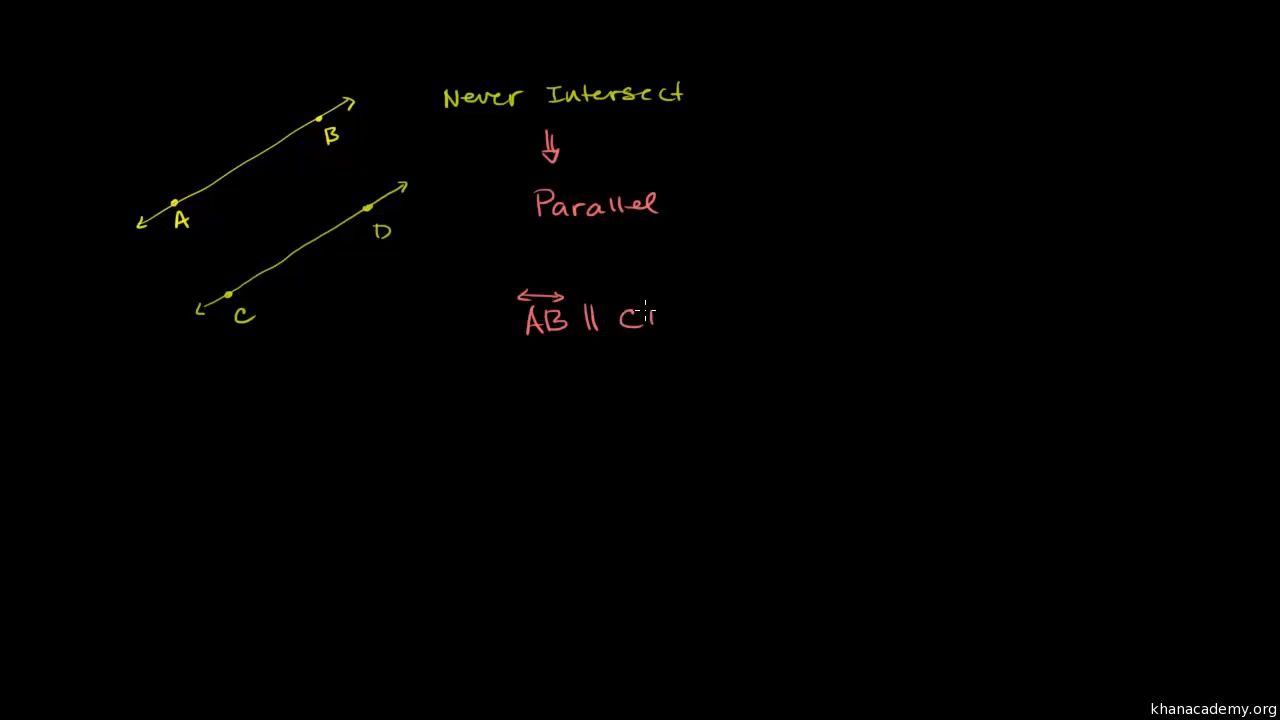 Never Intersect
B
Parallel
A
D
C
AB || C
khanacademy.org